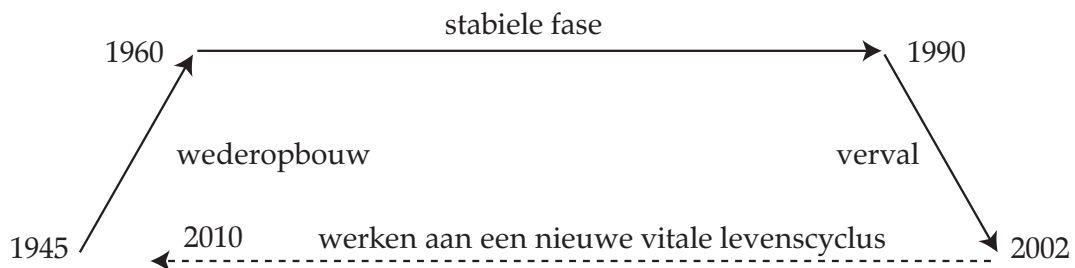 stabiele fase
1960
1990
wederopbouw
verval
1945
2010
werken aan een nieuwe vitale levenscyclus
2002